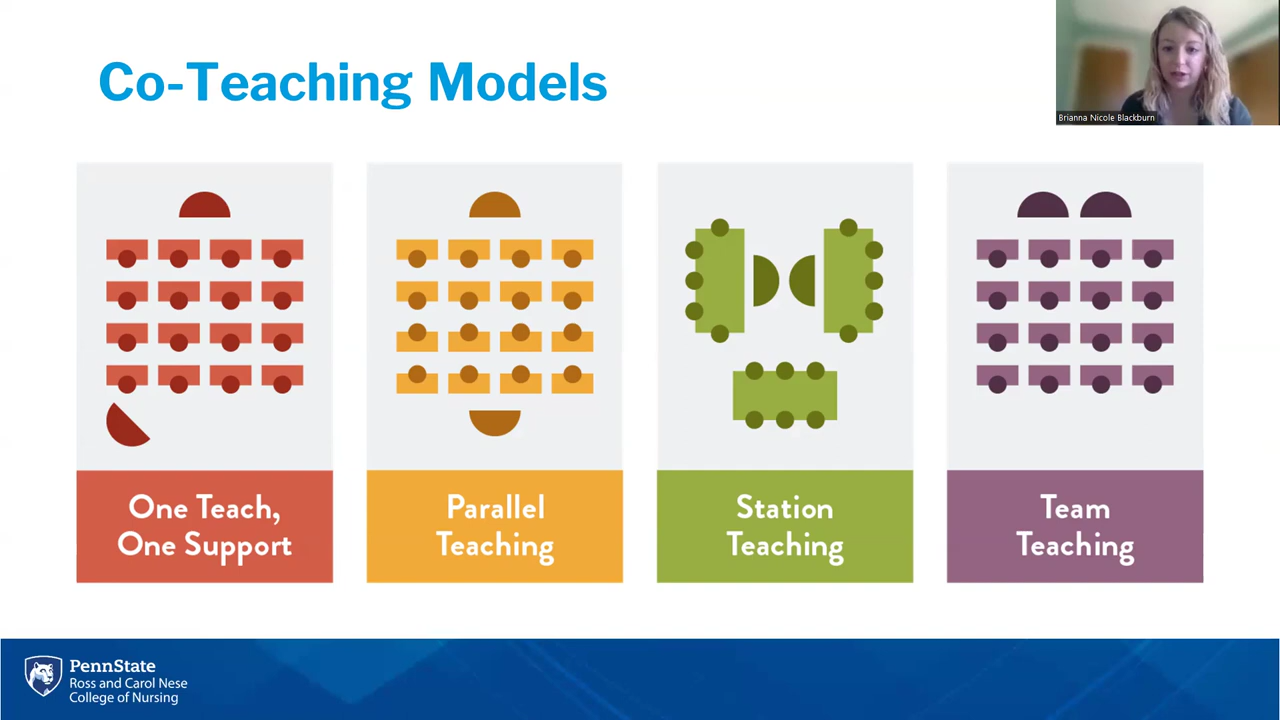 Co-Teaching Models
Brianna Nicole Blackburn
One Teach,
One Support
Parallel
Teaching
Station
Teaching
Team
Teaching
PennState
Ross and Carol Nese
College of Nursing